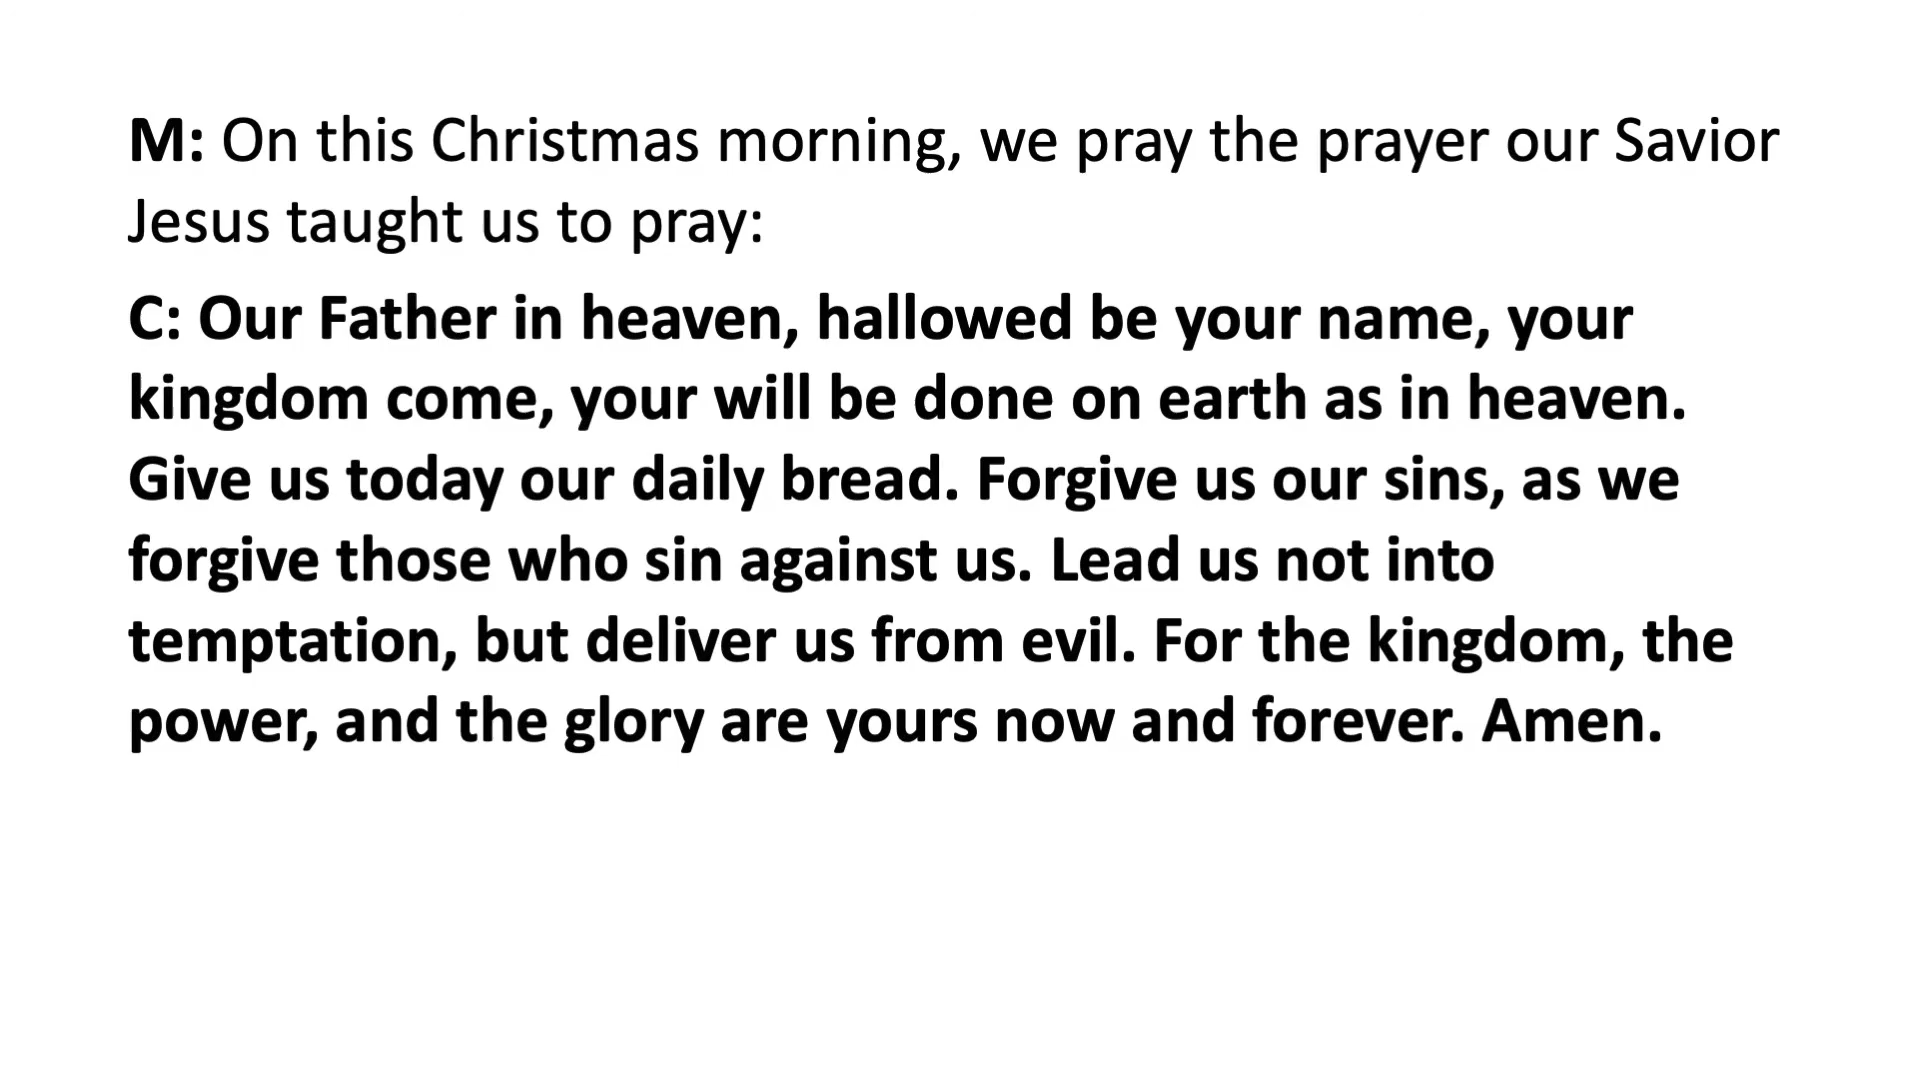 M: On this Christmas morning, we pray the prayer our Savior
Jesus taught us to pray:
C: Our Father in heaven, hallowed be your name, your
kingdom come, your will be done on earth as in heaven.
Give us today our daily bread. Forgive us our sins, as we
forgive those who sin against us. Lead us not into
temptation, but deliver us from evil. For the kingdom, the
power, and the glory are yours now and forever. Amen.